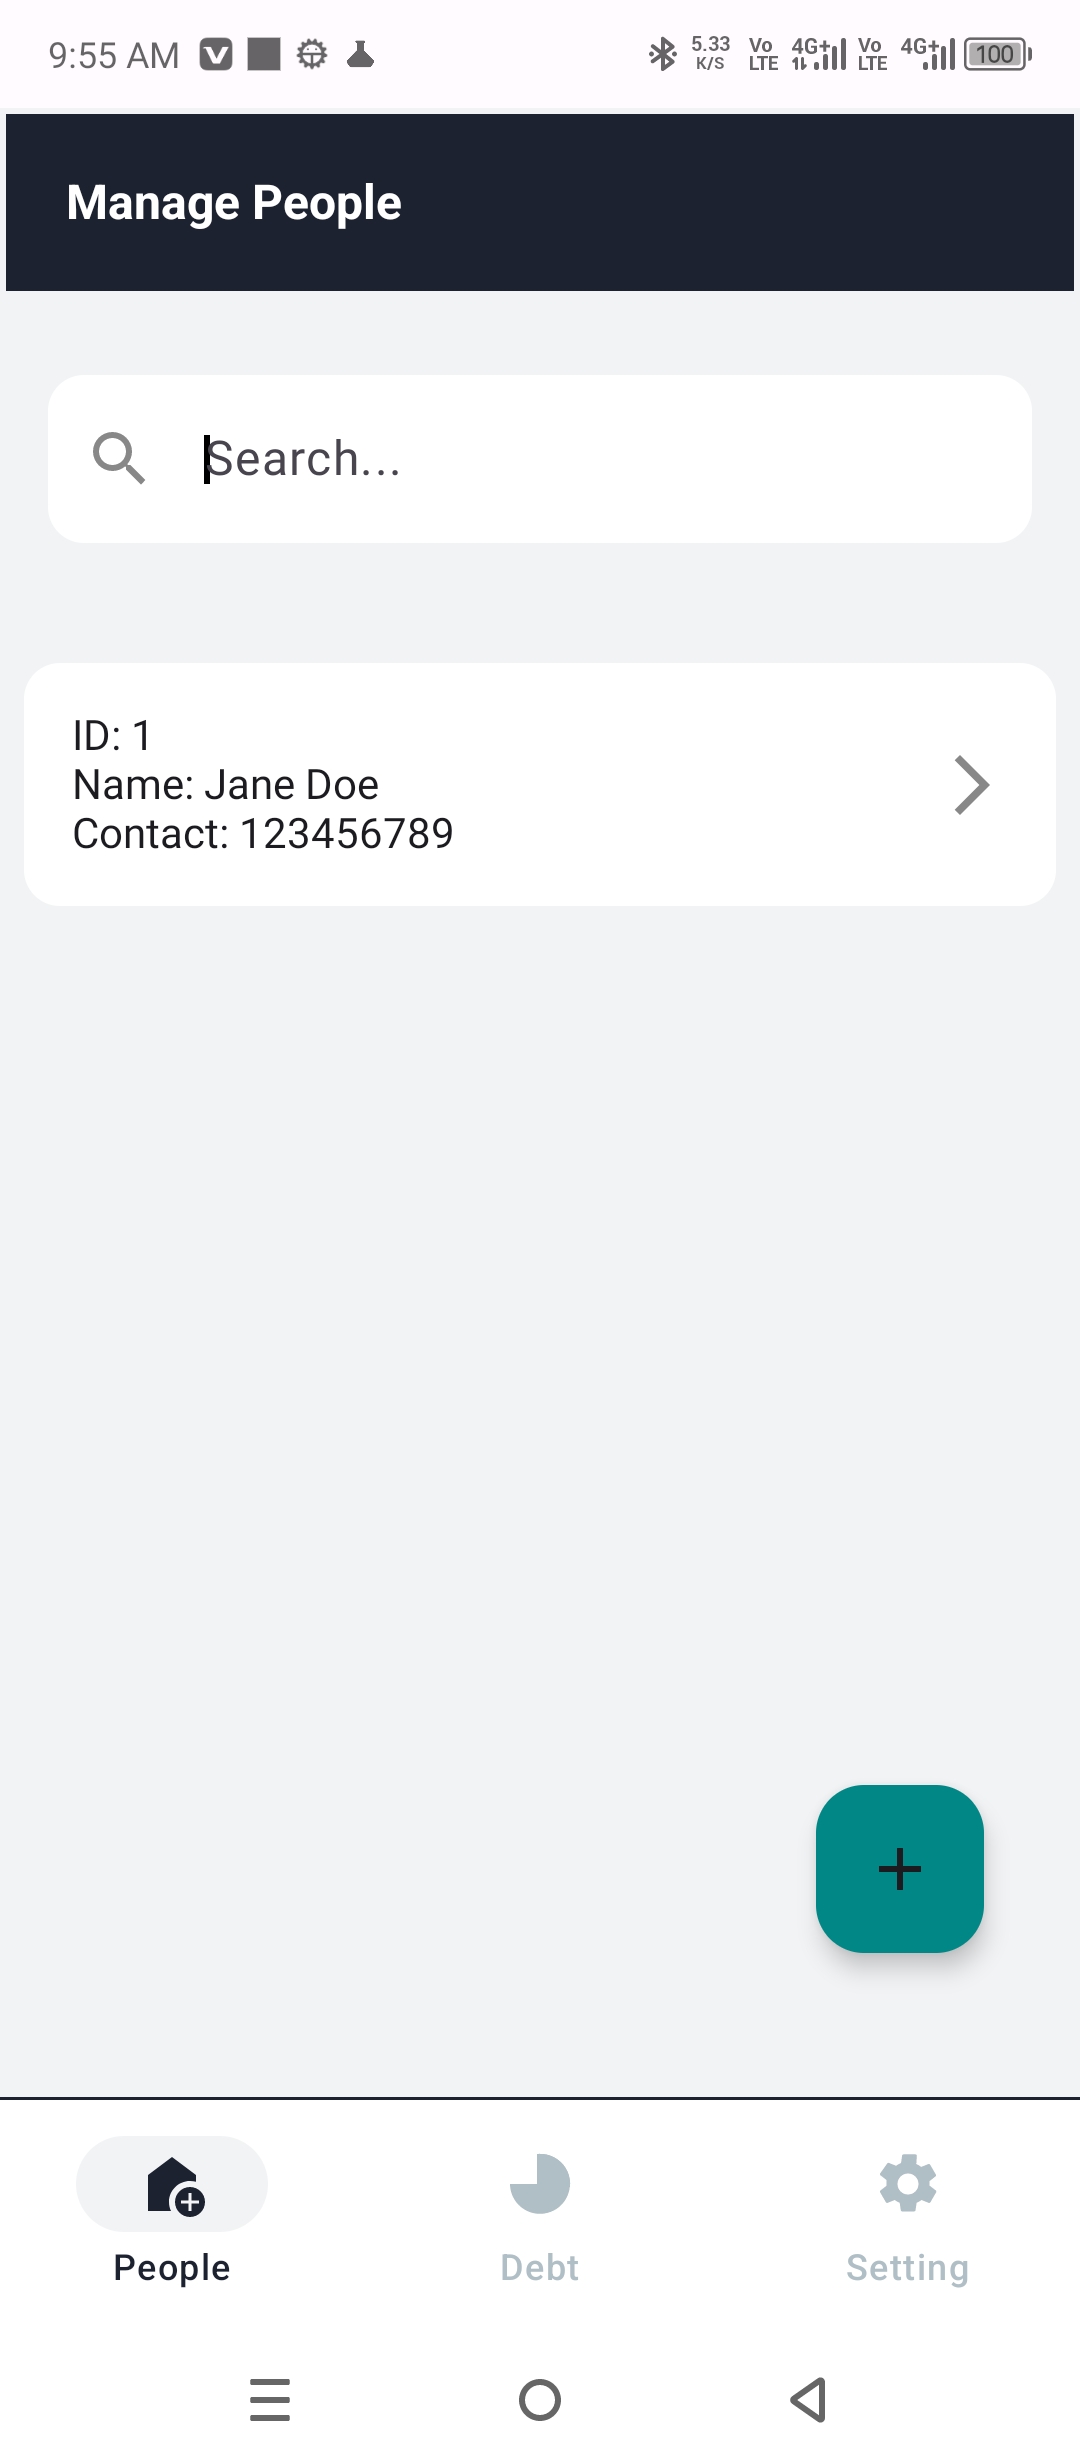 9:55 AM
5.33 K/S
Vo LTE 4G+ Vo LTE 4G+ 100
Manage People
Search...
ID: 1
Name: Jane Doe
Contact: 123456789
People
Debt
Setting